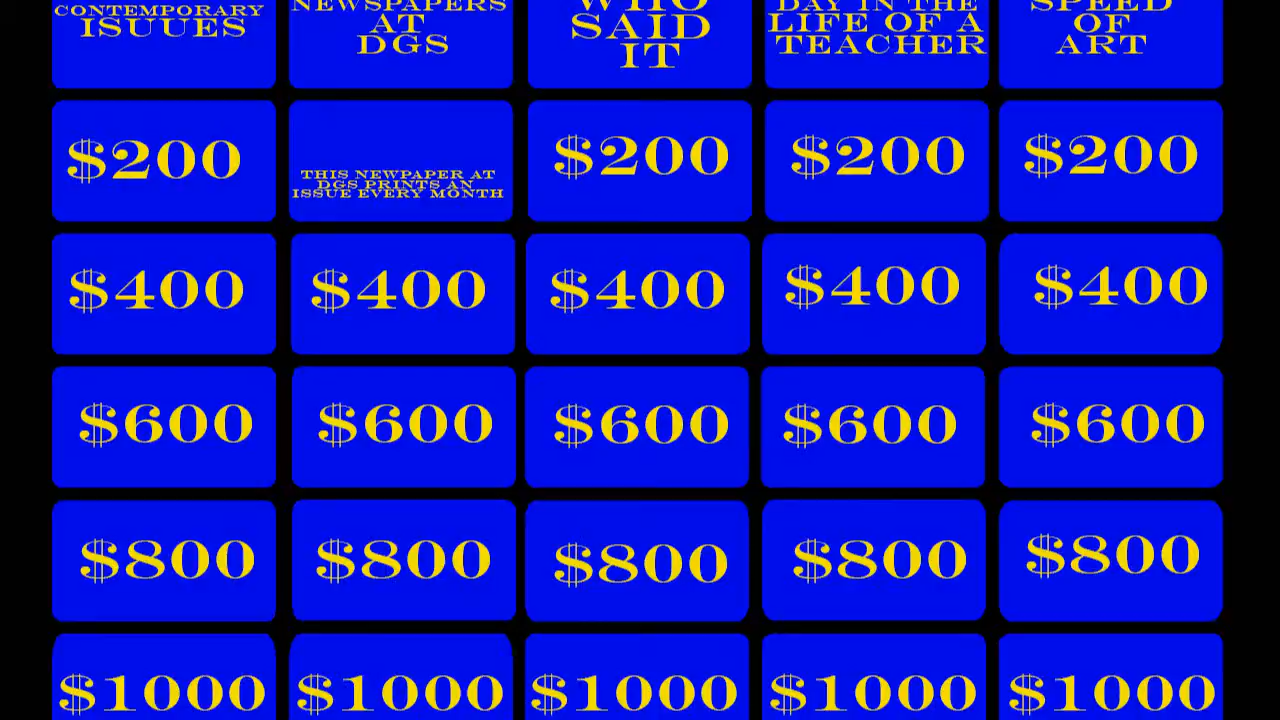 CONTEMPORARY
ISUUES
NEWSPAPERS
AT
DGS
WHO
SAID
IT
DAY IN THE
LIFE OF A
TEACHER
SPEED
OF
ART
$200
THIS NEWPAPER AT
DGS PRINTS AN
ISSUE EVERY MONTH
$200
$200
$200
$400
$400
$400
$400
$400
$600
$600
$600
$600
$600
$800
$800
$800
$800
$800
$1000
$1000
$1000
$1000
$1000